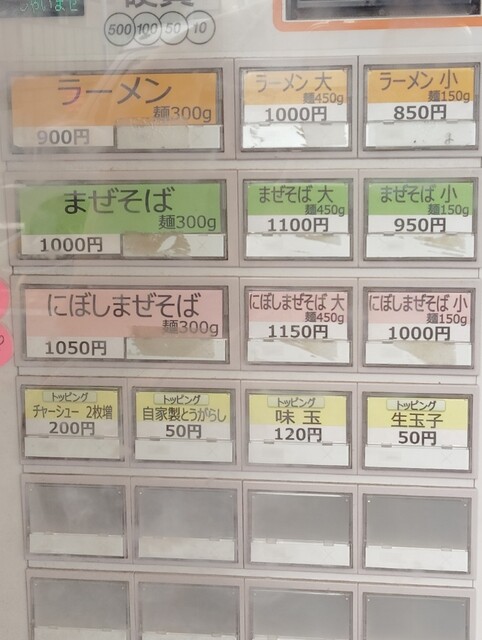 いませ
硬貨
500 100 50 10
ラーメン
麺300g
900円
ラーメン 大
麺450g
1000円
ラーメン 小
麺150g
850円
まぜそば
麺300g
1000円
まぜそば 大
麺450g
1100円
まぜそば 小
麺150g
950円
にぼしまぜそば
麺300g
1050円
にぼしまぜそば 大
麺450g
1150円
にぼしまぜそば 小
麺150g
1000円
トッピング
チャーシュー 2枚増
200円
トッピング
自家製とうがらし
50円
トッピング
味玉
120円
トッピング
生玉子
50円